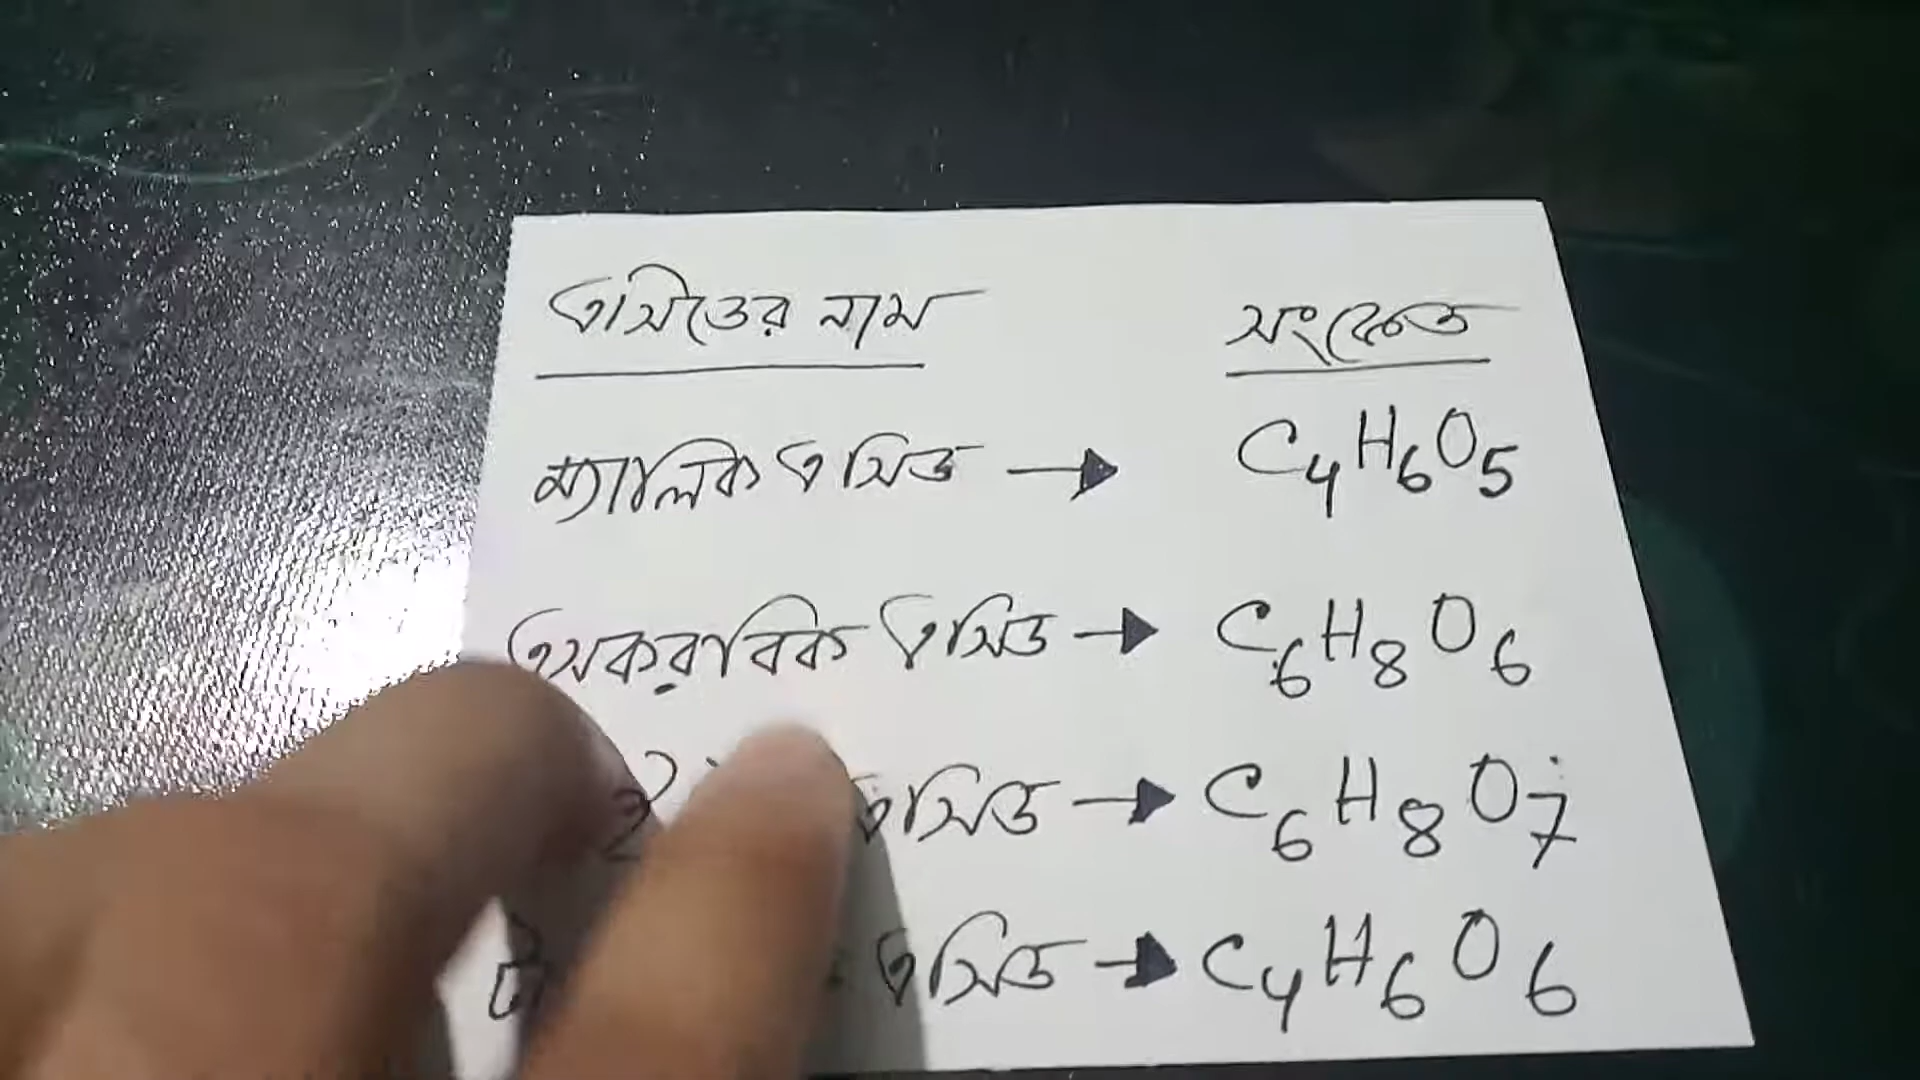 এসিডের নাম সংকেত
ম্যালিক এসিড → C4H6O5
এসকরবিক এসিড → C6H8O6
এসিড → C6H8O7
এসিড → C4H6O6